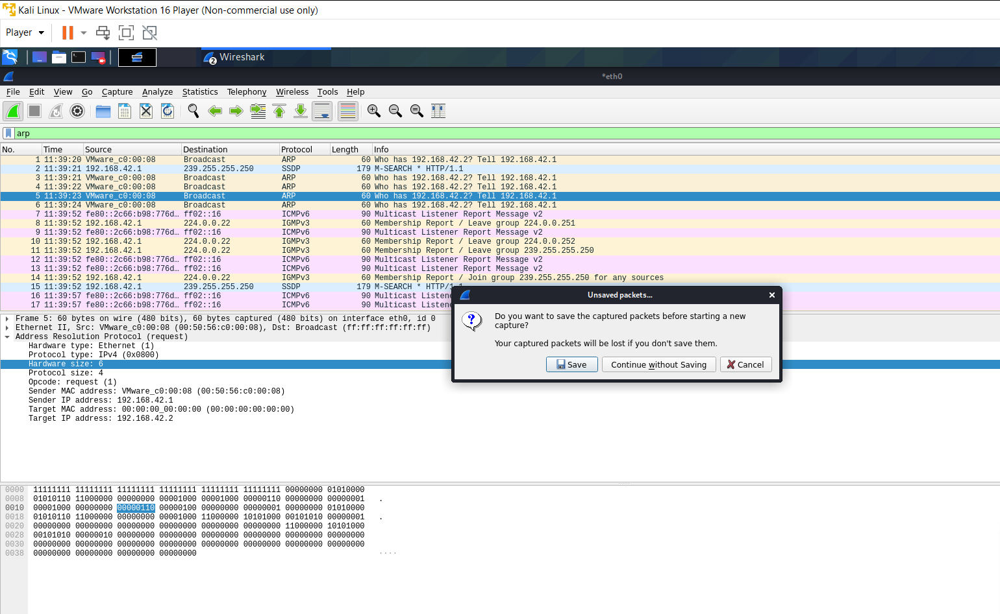 Kali Linux - VMware Workstation 16 Player (Non-commercial use only)
Player
2 Wireshark
*eth0
File Edit View Go Capture Analyze Statistics Telephony Wireless Tools Help
arp
No. Time Source Destination Protocol Length Info
1 11:39:20 VMware_c0:00:08 Broadcast ARP 60 Who has 192.168.42.2? Tell 192.168.42.1
2 11:39:21 192.168.42.1 239.255.255.250 SSDP 179 M-SEARCH * HTTP/1.1
3 11:39:21 VMware_c0:00:08 Broadcast ARP 60 Who has 192.168.42.2? Tell 192.168.42.1
4 11:39:22 VMware_c0:00:08 Broadcast ARP 60 Who has 192.168.42.2? Tell 192.168.42.1
5 11:39:23 VMware_c0:00:08 Broadcast ARP 60 Who has 192.168.42.2? Tell 192.168.42.1
6 11:39:24 VMware_c0:00:08 Broadcast ARP 60 Who has 192.168.42.2? Tell 192.168.42.1
7 11:39:52 fe80::2c66:b98:776d… ff02::16 ICMPv6 90 Multicast Listener Report Message v2
8 11:39:52 192.168.42.1 224.0.0.22 IGMPv3 60 Membership Report / Leave group 224.0.0.251
9 11:39:52 fe80::2c66:b98:776d… ff02::16 ICMPv6 90 Multicast Listener Report Message v2
10 11:39:52 192.168.42.1 224.0.0.22 IGMPv3 60 Membership Report / Leave group 224.0.0.252
11 11:39:52 192.168.42.1 224.0.0.22 IGMPv3 60 Membership Report / Leave group 239.255.255.250
12 11:39:52 fe80::2c66:b98:776d… ff02::16 ICMPv6 90 Multicast Listener Report Message v2
13 11:39:52 fe80::2c66:b98:776d… ff02::16 ICMPv6 90 Multicast Listener Report Message v2
14 11:39:52 192.168.42.1 224.0.0.22 IGMPv3 60 Membership Report / Join group 239.255.255.250 for any sources
15 11:39:52 192.168.42.1 239.255.255.250 SSDP 179 M-SEARCH * HTTP/1.1
16 11:39:57 fe80::2c66:b98:776d… ff02::16 ICMPv6 90 Multicast Listene
17 11:39:57 fe80::2c66:b98:776d… ff02::16 ICMPv6 90 Multicast Listene
Unsaved packets...
Do you want to save the captured packets before starting a new
capture?
Your captured packets will be lost if you don't save them.
Save Continue without Saving Cancel
Frame 5: 60 bytes on wire (480 bits), 60 bytes captured (480 bits) on interface eth0, id 0
Ethernet II, Src: VMware_c0:00:08 (00:50:56:c0:00:08), Dst: Broadcast (ff:ff:ff:ff:ff:ff)
Address Resolution Protocol (request)
Hardware type: Ethernet (1)
Protocol type: IPv4 (0x0800)
Hardware size: 6
Protocol size: 4
Opcode: request (1)
Sender MAC address: VMware_c0:00:08 (00:50:56:c0:00:08)
Sender IP address: 192.168.42.1
Target MAC address: 00:00:00_00:00:00 (00:00:00:00:00:00)
Target IP address: 192.168.42.2
0000 11111111 11111111 11111111 11111111 11111111 11111111 00000000 01010000
0008 01010110 11000000 00000000 00001000 00001000 00000110 00000000 00000001 .
0010 00001000 00000000 00000110 00000100 00000000 00000001 00000000 01010000
0018 01010110 11000000 00000000 00001000 11000000 10101000 00101010 00000001 .
0020 00000000 00000000 00000000 00000000 00000000 00000000 11000000 10101000
0028 00101010 00000010 00000000 00000000 00000000 00000000 00000000 00000000
0030 00000000 00000000 00000000 00000000 00000000 00000000 00000000 00000000
0038 00000000 00000000 00000000 00000000 ····